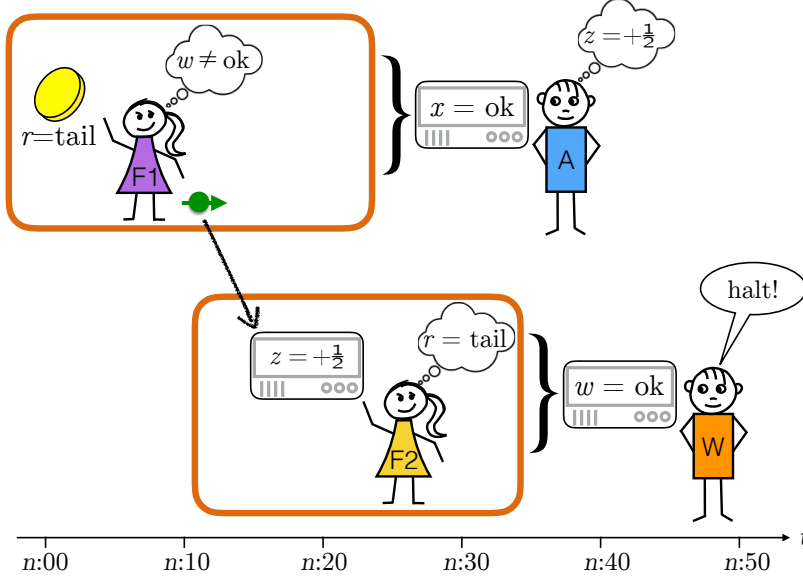 w ≠ ok
z = +½
r=tail
x = ok
F1
A
halt!
z = +½
r = tail
w = ok
F2
W
t
n:00 n:10 n:20 n:30 n:40 n:50